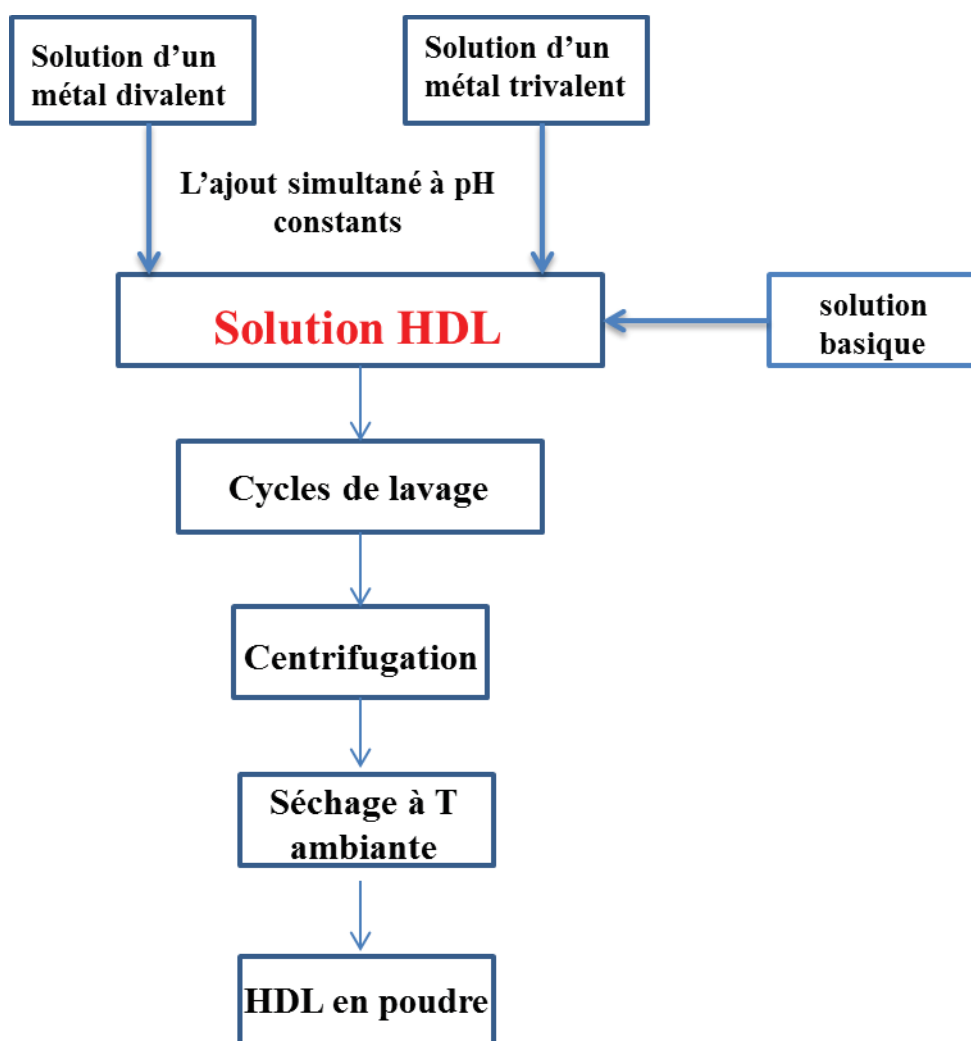 Solution d’un
métal divalent
Solution d’un
métal trivalent
L’ajout simultané à pH
constants
Solution HDL
solution
basique
Cycles de lavage
Centrifugation
Séchage à T
ambiante
HDL en poudre